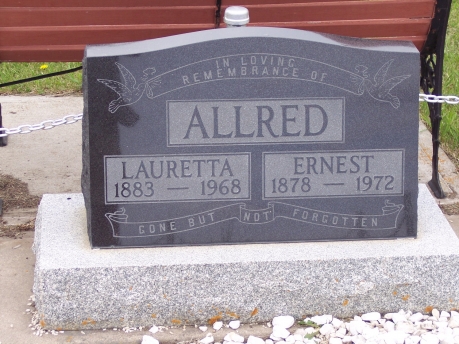 IN LOVING
REMEMBRANCE OF
ALLRED
LAURETTA
1883 — 1968
ERNEST
1878 — 1972
GONE BUT NOT FORGOTTEN